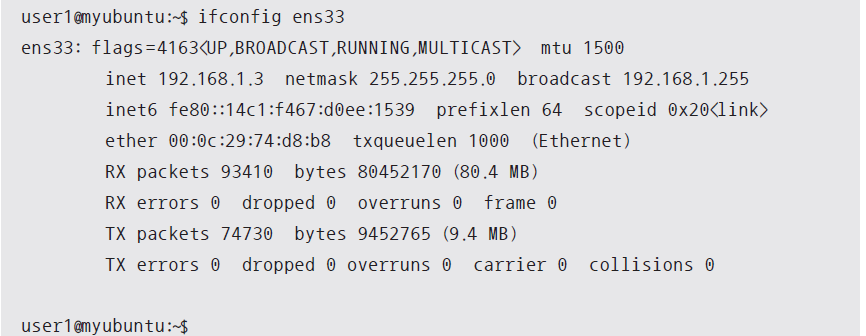 user1@myubuntu:~$ ifconfig ens33
ens33: flags=4163<UP,BROADCAST,RUNNING,MULTICAST>  mtu 1500
        inet 192.168.1.3  netmask 255.255.255.0  broadcast 192.168.1.255
        inet6 fe80::14c1:f467:d0ee:1539  prefixlen 64  scopeid 0x20<link>
        ether 00:0c:29:74:d8:b8  txqueuelen 1000  (Ethernet)
        RX packets 93410  bytes 80452170 (80.4 MB)
        RX errors 0  dropped 0  overruns 0  frame 0
        TX packets 74730  bytes 9452765 (9.4 MB)
        TX errors 0  dropped 0 overruns 0  carrier 0  collisions 0
user1@myubuntu:~$